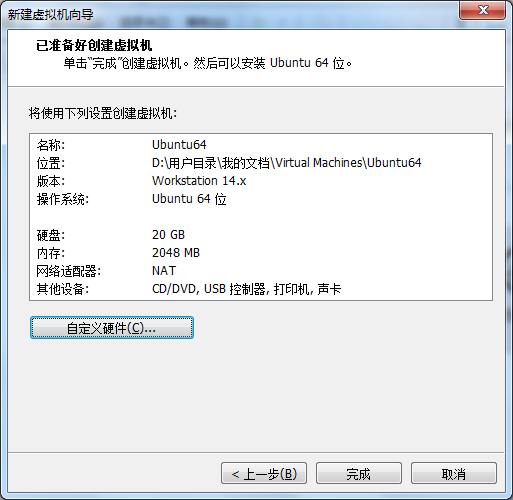 新建虚拟机向导
已准备好创建虚拟机
单击“完成”创建虚拟机。然后可以安装 Ubuntu 64 位。
将使用下列设置创建虚拟机:
名称: Ubuntu64
位置: D:\用户目录\我的文档\Virtual Machines\Ubuntu64
版本: Workstation 14.x
操作系统: Ubuntu 64 位
硬盘: 20 GB
内存: 2048 MB
网络适配器: NAT
其他设备: CD/DVD, USB 控制器, 打印机, 声卡
自定义硬件(C)...
< 上一步(B) 完成 取消